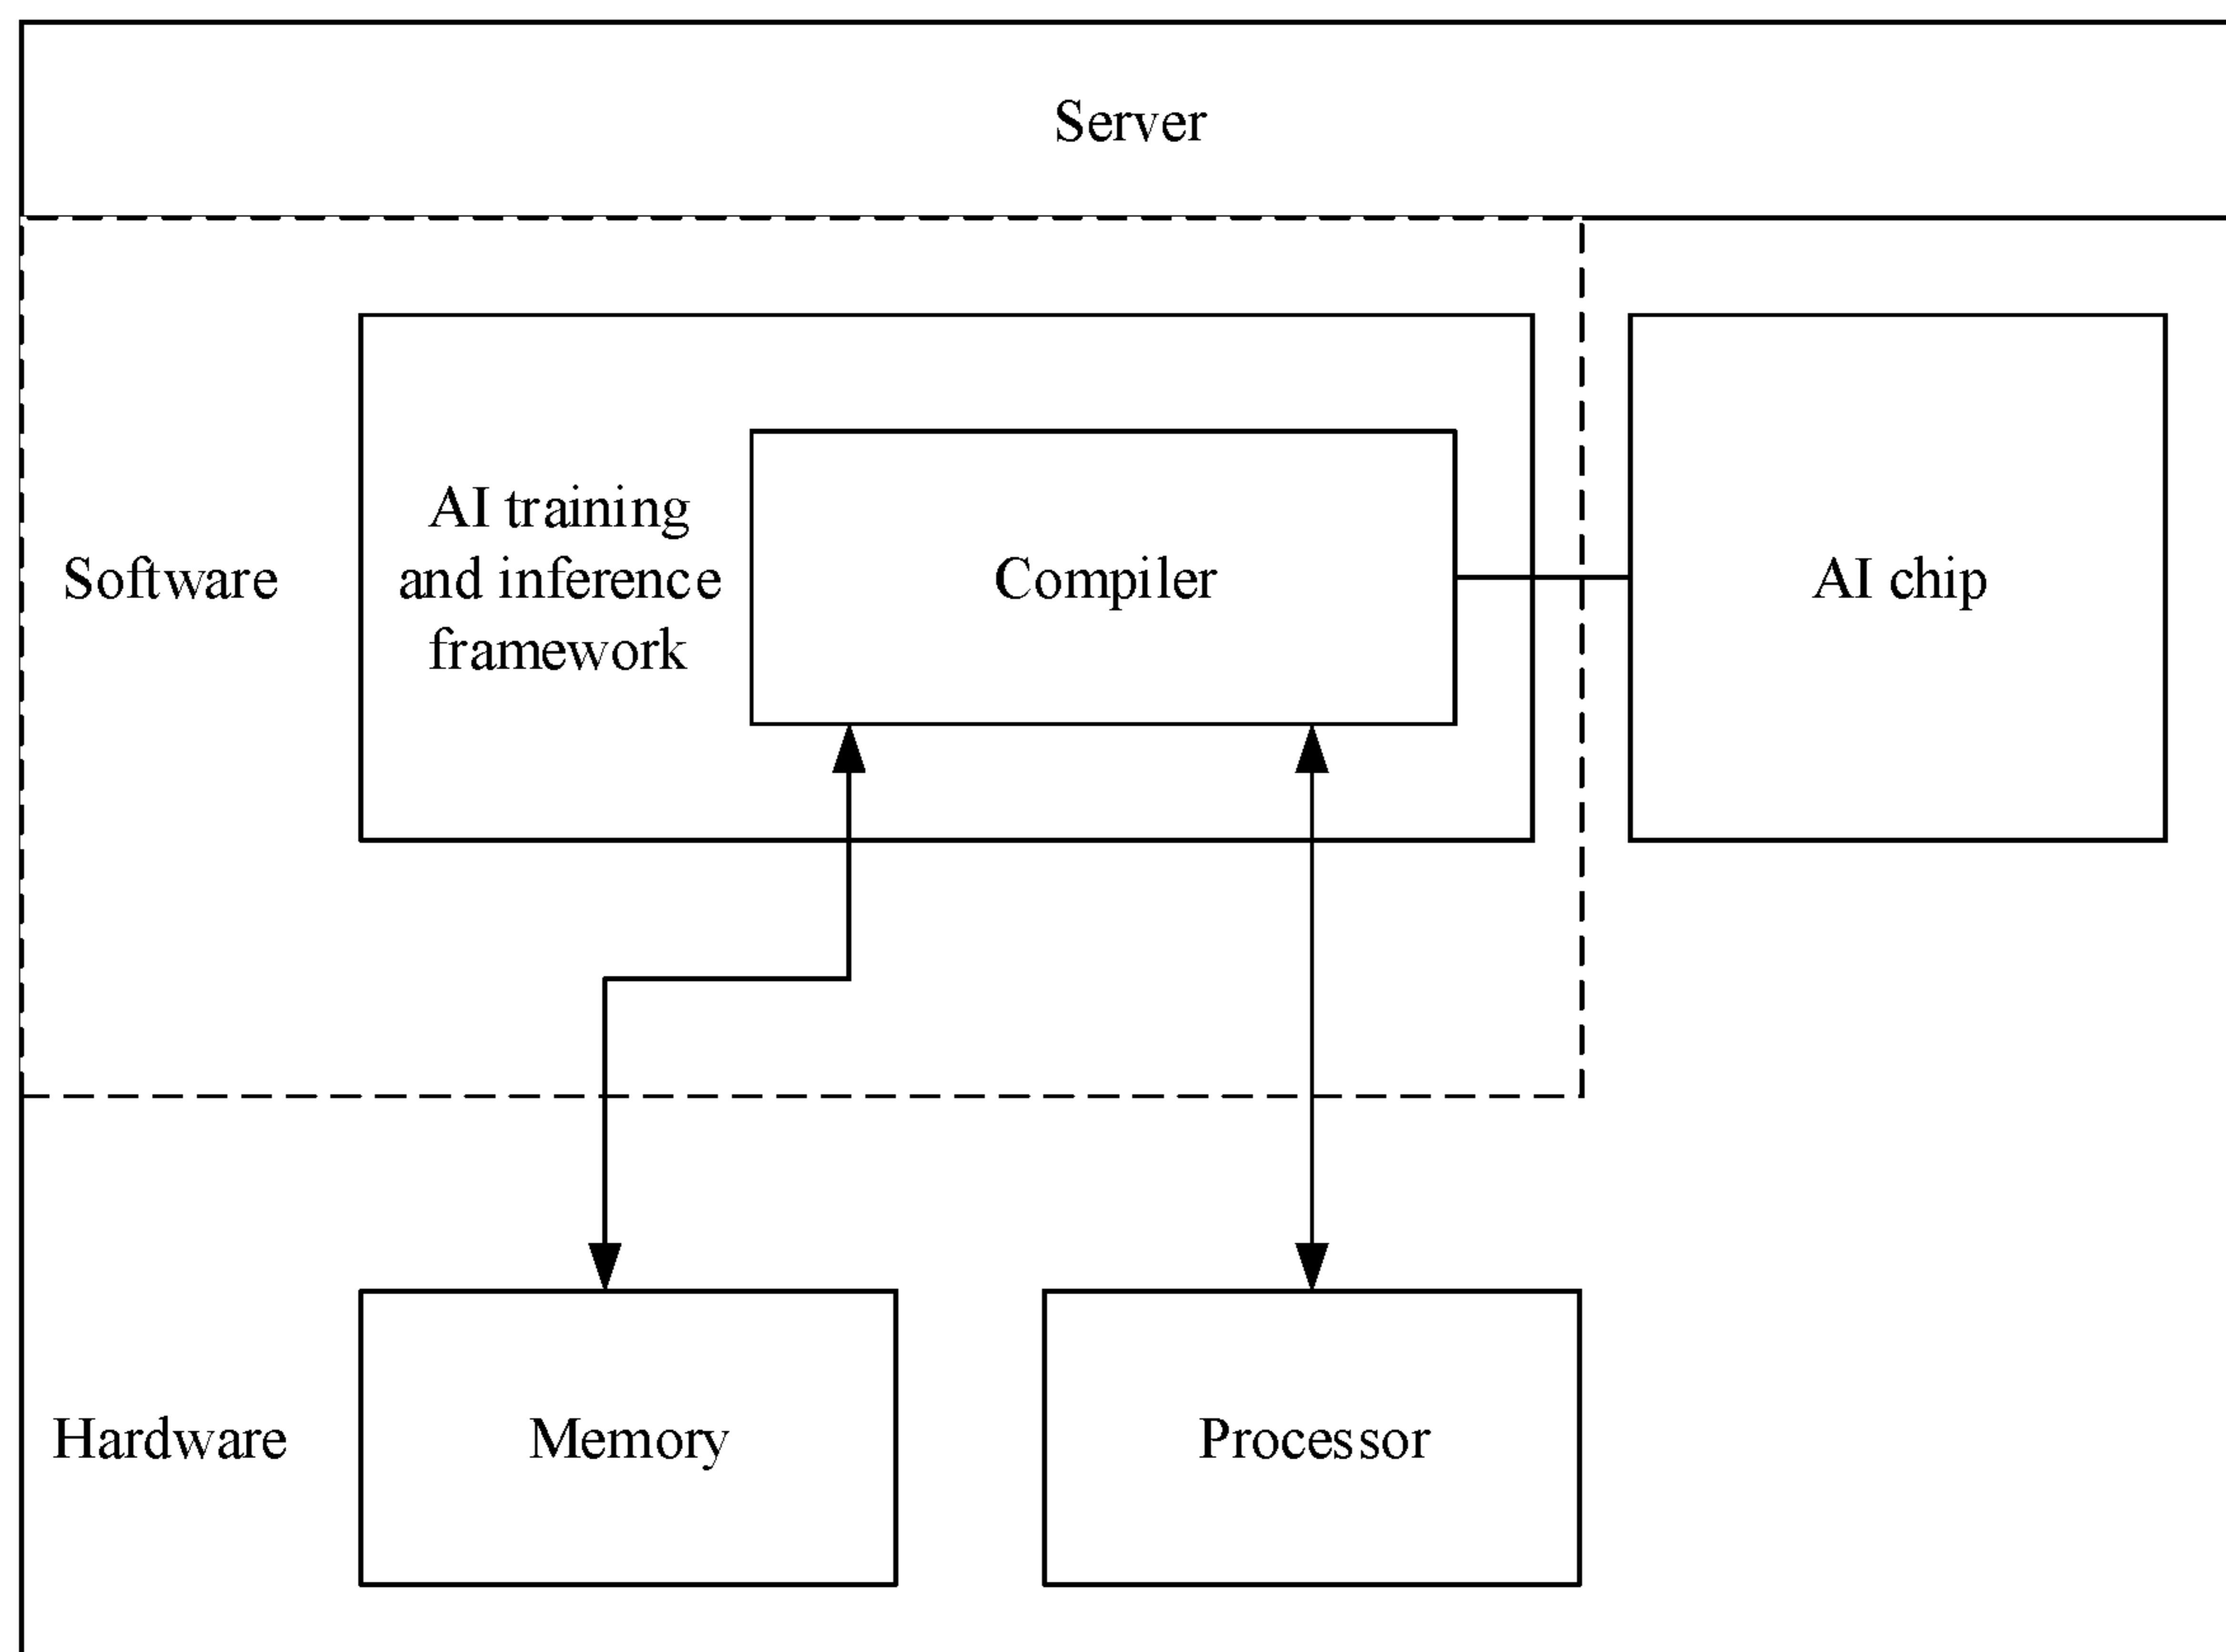 Server
Software
AI training
and inference
framework
Compiler
AI chip
Hardware
Memory
Processor